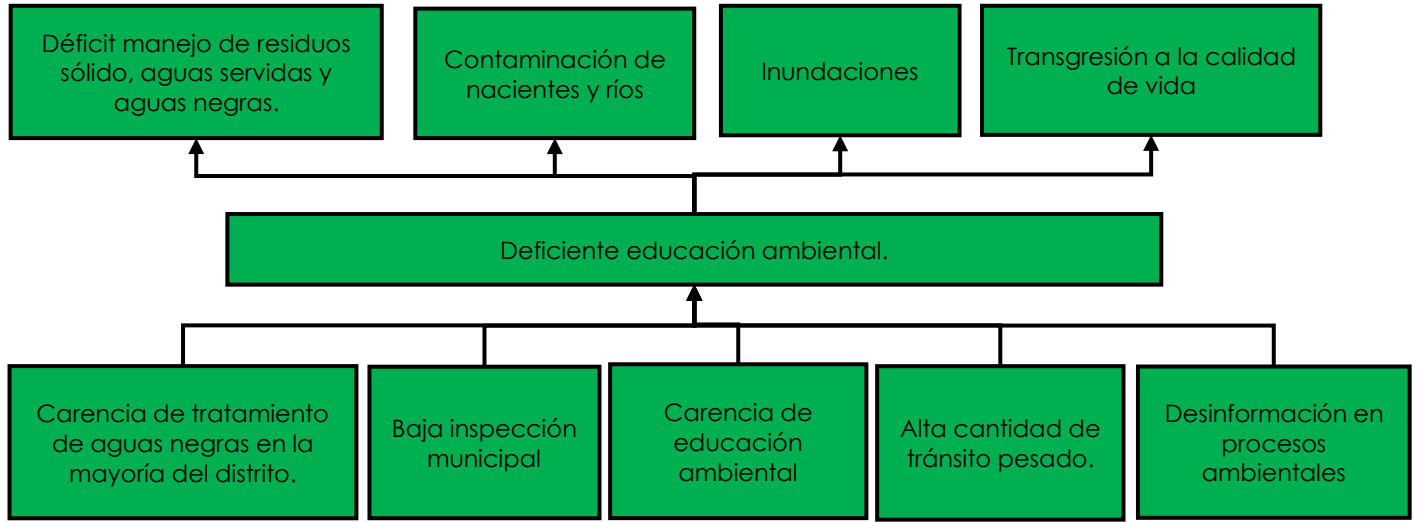 Déficit manejo de residuos
sólido, aguas servidas y
aguas negras.
Contaminación de
nacientes y ríos
Inundaciones
Transgresión a la calidad
de vida
Deficiente educación ambiental.
Carencia de tratamiento
de aguas negras en la
mayoría del distrito.
Baja inspección
municipal
Carencia de
educación
ambiental
Alta cantidad de
tránsito pesado.
Desinformación en
procesos
ambientales